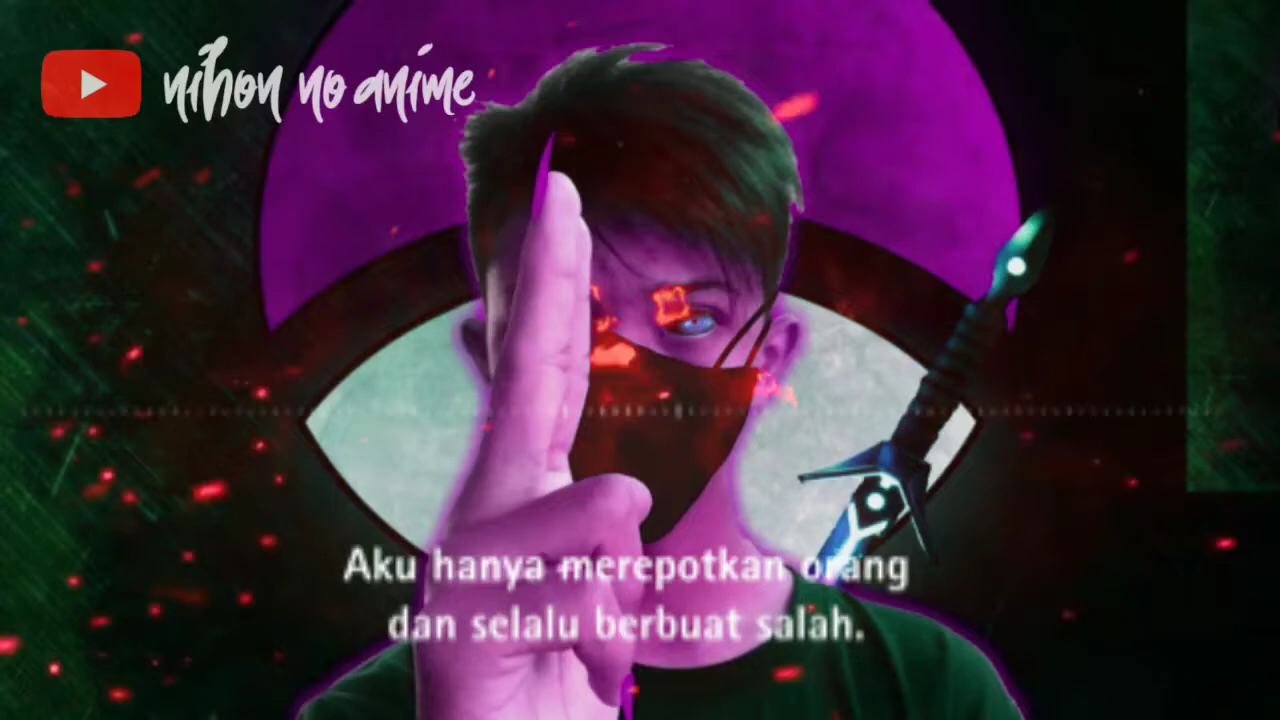 nihon no anime
Aku hanya merepotkan orang
dan selalu berbuat salah.